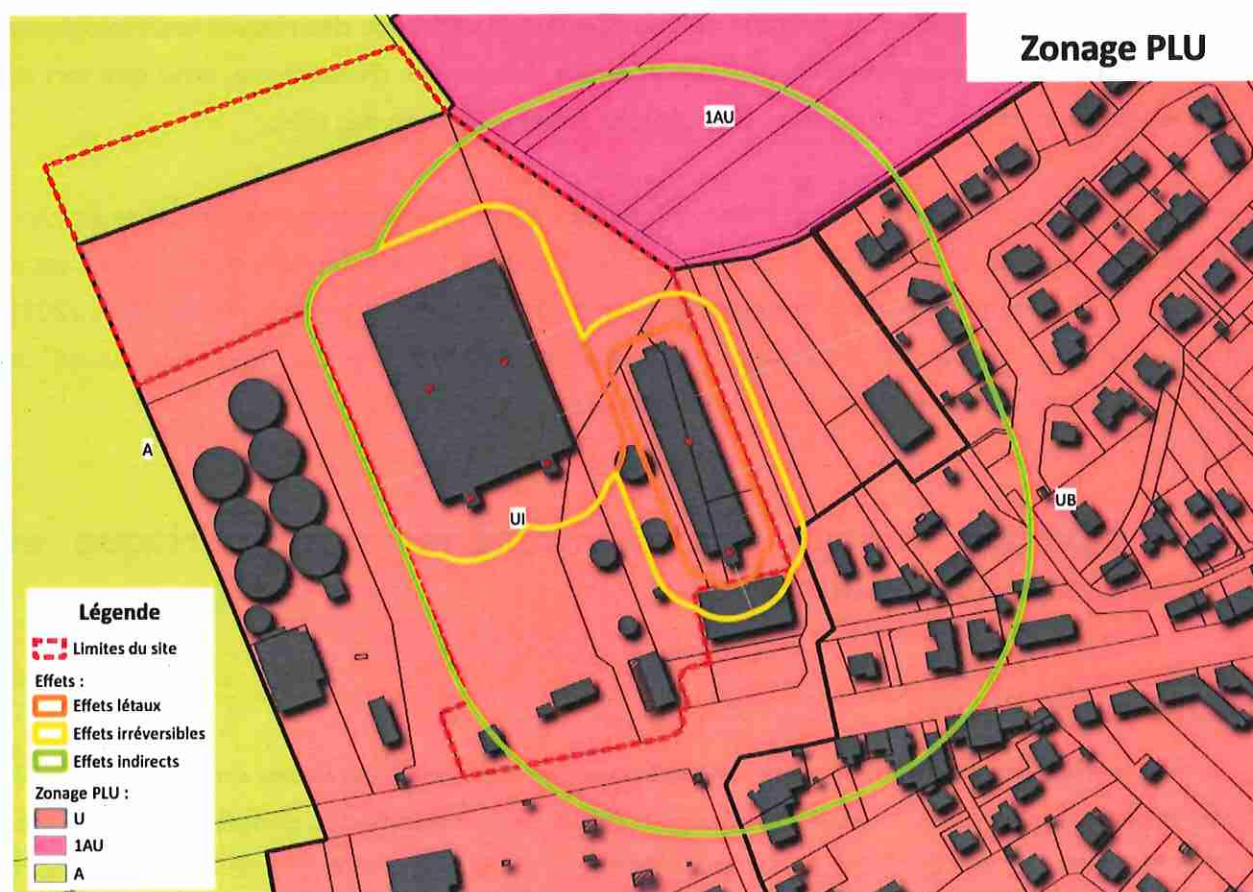 Zonage PLU
1AU
A
UI
UB
Légende
Limites du site
Effets :
Effets létaux
Effets irréversibles
Effets indirects
Zonage PLU :
U
1AU
A